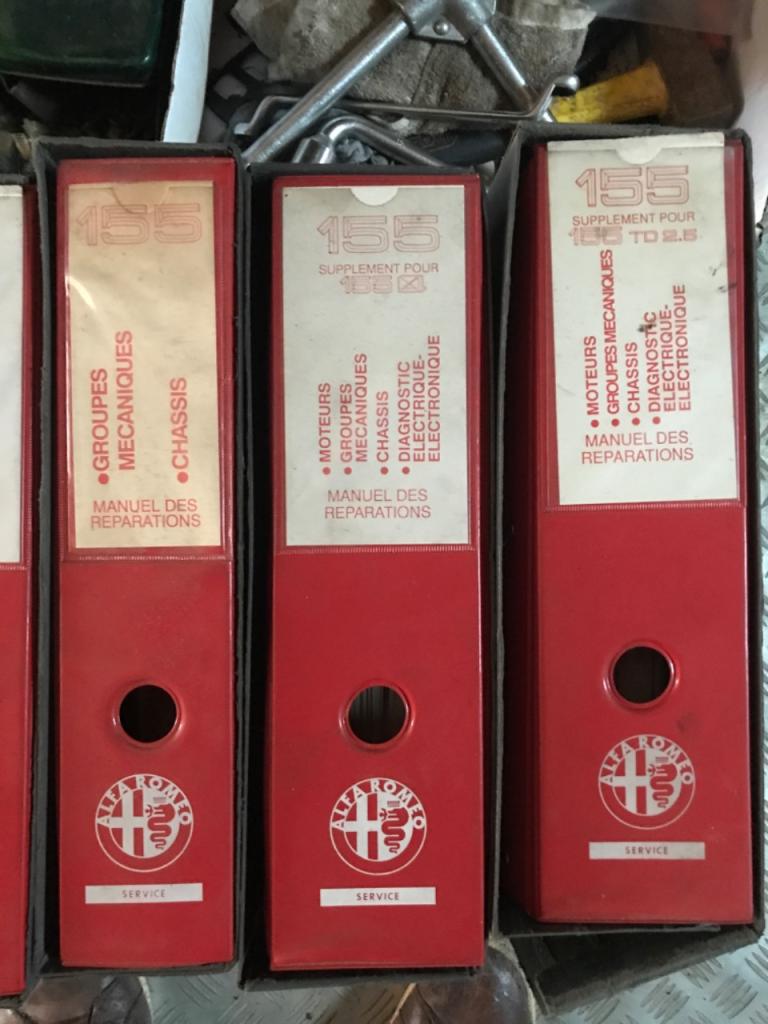 155
• GROUPES
MECANIQUES
• CHASSIS
MANUEL DES
REPARATIONS
ALFA ROMEO
SERVICE
155
SUPPLEMENT POUR
155
• MOTEURS
• GROUPES
MECANIQUES
• CHASSIS
• DIAGNOSTIC
ELECTRIQUE-
ELECTRONIQUE
MANUEL DES
REPARATIONS
ALFA ROMEO
SERVICE
155
SUPPLEMENT POUR
155 TD 2.5
• MOTEURS
• GROUPES MECANIQUES
• CHASSIS
• DIAGNOSTIC
ELECTRIQUE-
ELECTRONIQUE
MANUEL DES
REPARATIONS
ALFA ROMEO
SERVICE